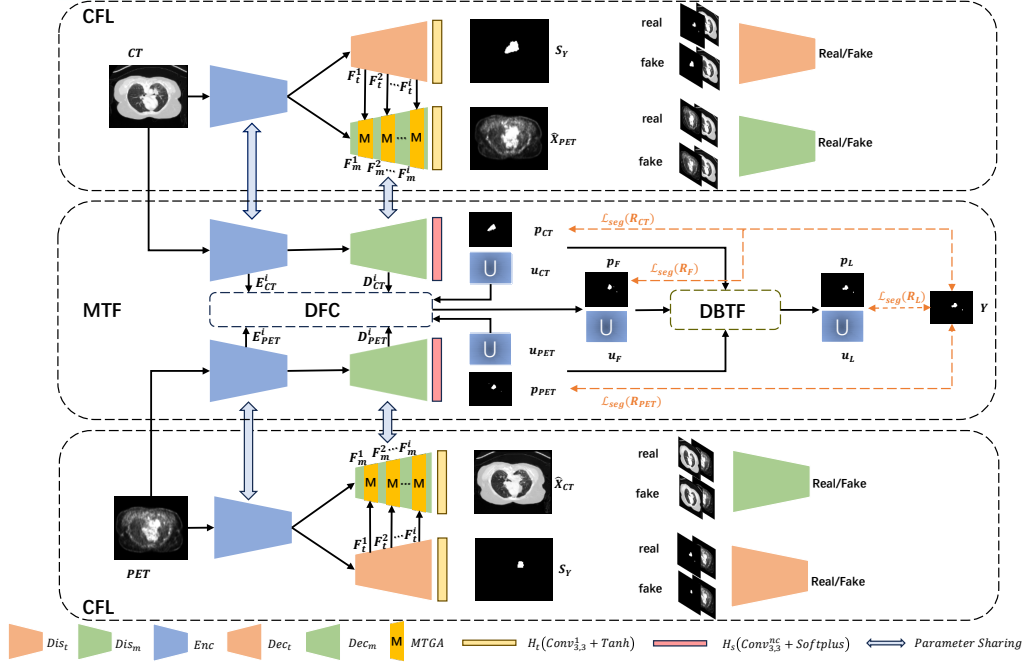 CFL
CT
F_t^1 F_t^2 ⋯F_t^i
M M ⋯ M
F_m^1 F_m^2⋯F_m^i
S_Y
X̂_PET
real
fake
Real/Fake
real
fake
Real/Fake
MTF
E_CT^i
D_CT^i
DFC
E_PET^i
D_PET^i
p_CT
U
u_CT
U
u_PET
p_PET
p_F
U
u_F
DBTF
p_L
U
u_L
Y
ℒ_seg(R_CT)
ℒ_seg(R_F)
ℒ_seg(R_L)
ℒ_seg(R_PET)
CFL
PET
F_m^1 F_m^2⋯F_m^i
M M ⋯ M
F_t^1 F_t^2 ⋯F_t^i
X̂_CT
S_Y
real
fake
Real/Fake
real
fake
Real/Fake
Dis_t Dis_m Enc Dec_t Dec_m M MTGA H_t(Conv_{3,3}^1 + Tanh) H_s(Conv_{3,3}^{nc} + Softplus) Parameter Sharing